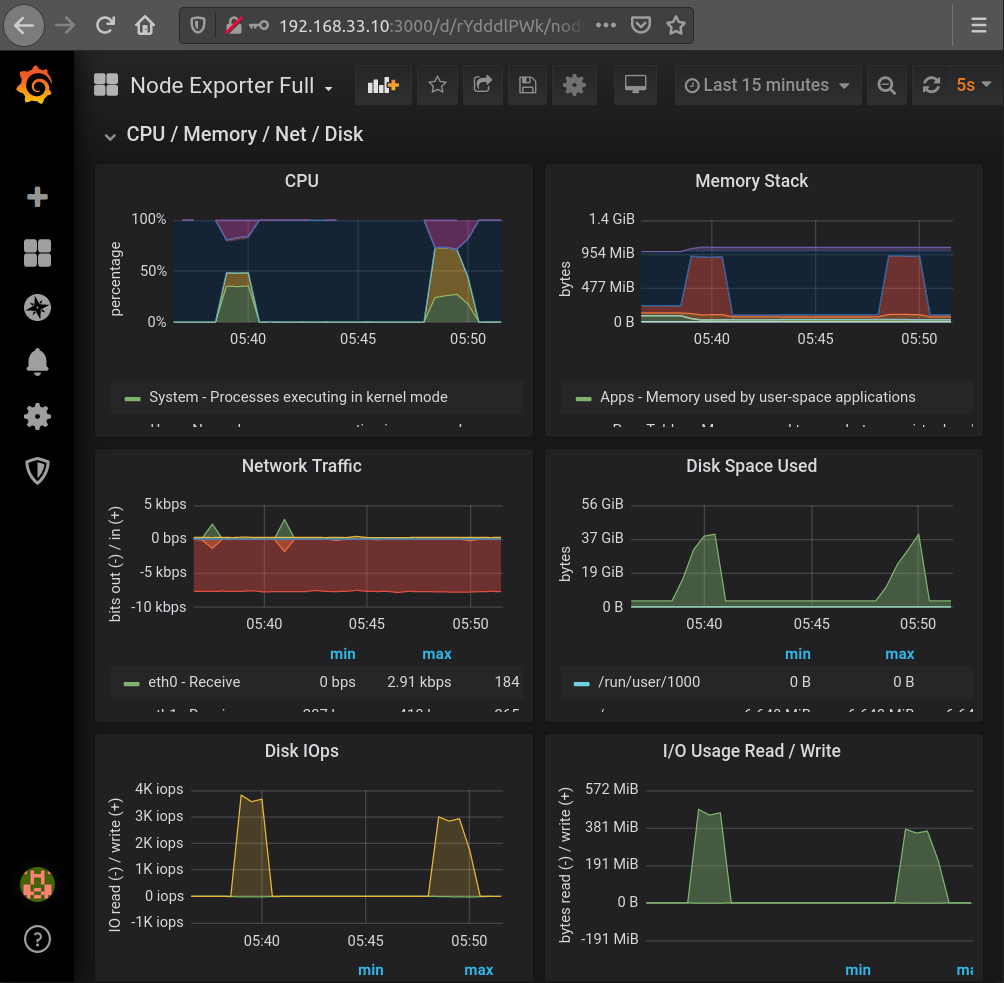 192.168.33.10:3000/d/rYdddlPWk/node
Node Exporter Full
Last 15 minutes
5s
CPU / Memory / Net / Disk
CPU
percentage
100%
50%
0%
05:40 05:45 05:50
System - Processes executing in kernel mode
Memory Stack
bytes
1.4 GiB
954 MiB
477 MiB
0 B
05:40 05:45 05:50
Apps - Memory used by user-space applications
Network Traffic
bits out (-) / in (+)
5 kbps
0 bps
-5 kbps
-10 kbps
05:40 05:45 05:50
min max
eth0 - Receive 0 bps 2.91 kbps 184
Disk Space Used
bytes
56 GiB
37 GiB
19 GiB
0 B
05:40 05:45 05:50
min max
/run/user/1000 0 B 0 B
Disk IOps
IO read (-) / write (+)
4K iops
3K iops
2K iops
1K iops
0 iops
-1K iops
05:40 05:45 05:50
min max
I/O Usage Read / Write
bytes read (-) / write (+)
572 MiB
381 MiB
191 MiB
0 B
-191 MiB
min